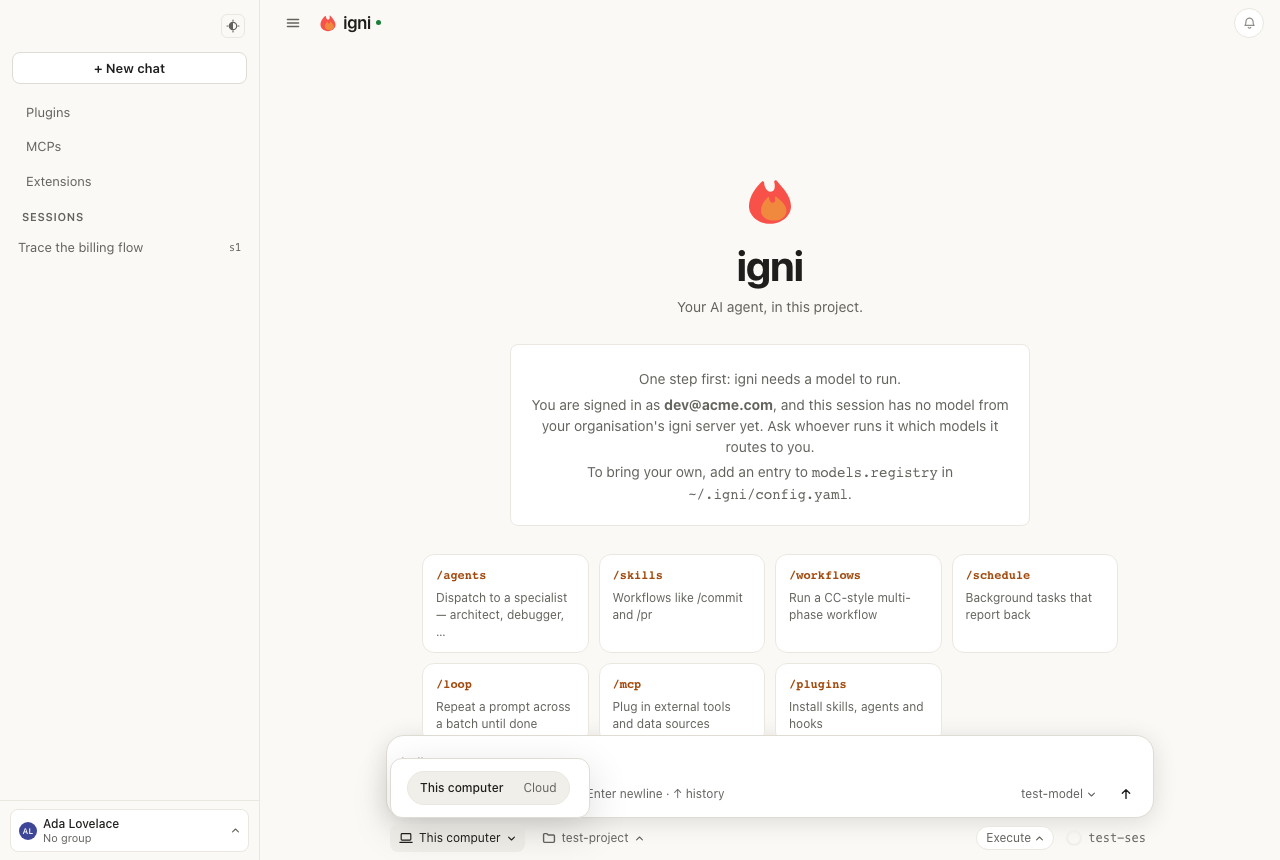 + New chat
Plugins
MCPs
Extensions
SESSIONS
Trace the billing flow s1
AL
Ada Lovelace
No group
igni
igni
Your AI agent, in this project.
One step first: igni needs a model to run.
You are signed in as dev@acme.com, and this session has no model from
your organisation's igni server yet. Ask whoever runs it which models it
routes to you.
To bring your own, add an entry to models.registry in
~/.igni/config.yaml.
/agents
Dispatch to a specialist
— architect, debugger,
…
/skills
Workflows like /commit
and /pr
/workflows
Run a CC-style multi-
phase workflow
/schedule
Background tasks that
report back
/loop
Repeat a prompt across
a batch until done
/mcp
Plug in external tools
and data sources
/plugins
Install skills, agents and
hooks
This computer Cloud
Enter newline · ↑ history
test-model
This computer
test-project
Execute
test-ses